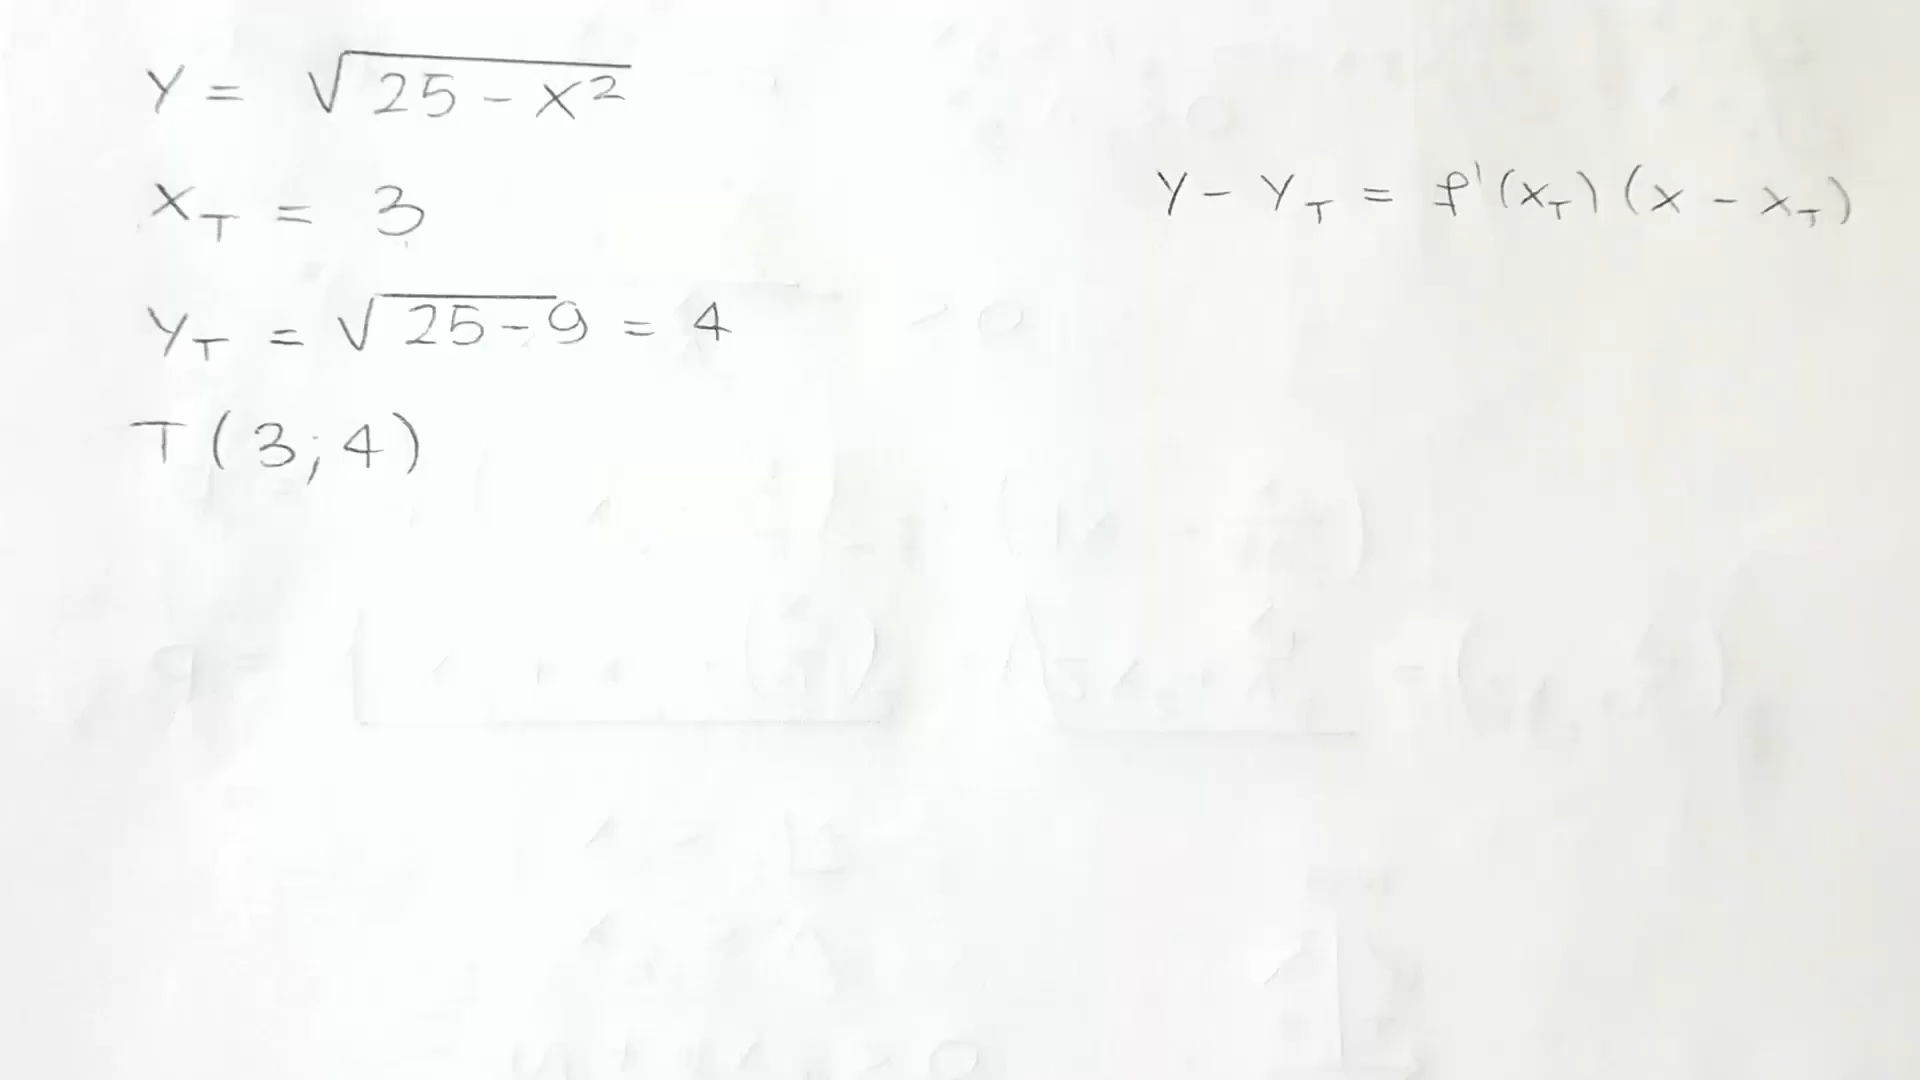 y = √25 - x²
x_T = 3
y - y_T = f'(x_T) (x - x_T)
y_T = √25 - 9 = 4
T(3; 4)